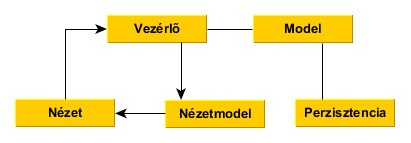 Vezérlő
Model
Nézet
Nézetmodel
Perzisztencia